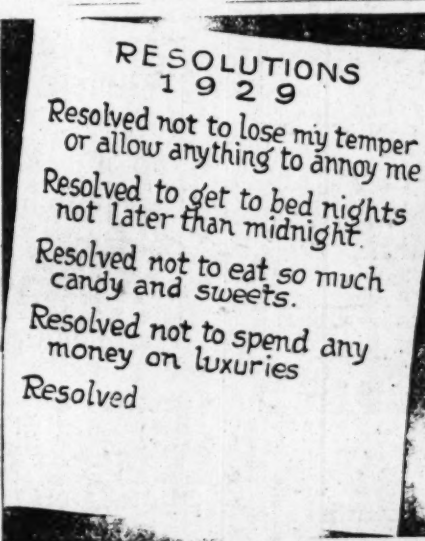 RESOLUTIONS
1929
Resolved not to lose my temper
or allow anything to annoy me
Resolved to get to bed nights
not later than midnight.
Resolved not to eat so much
candy and sweets.
Resolved not to spend any
money on luxuries
Resolved